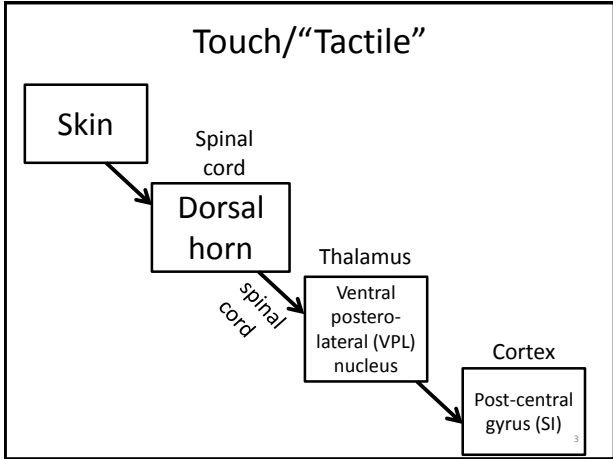 Touch/“Tactile”
Skin
Spinal
cord
Dorsal
horn
spinal
cord
Thalamus
Ventral
postero-
lateral (VPL)
nucleus
Cortex
Post-central
gyrus (SI)
3